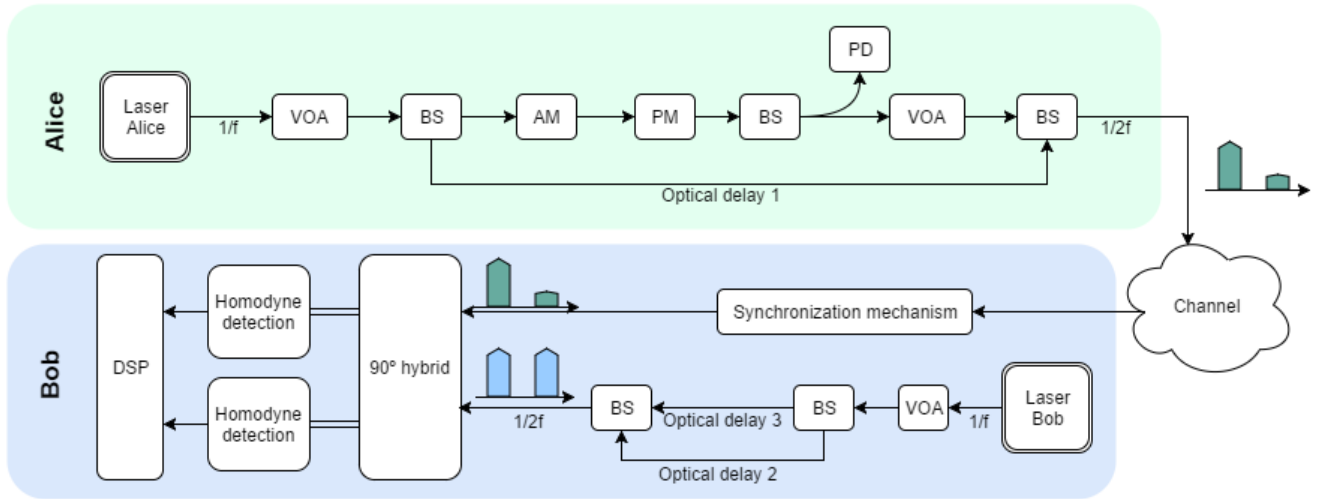 Alice
Laser
Alice
1/f
VOA
BS
AM
PM
BS
PD
VOA
BS
1/2f
Optical delay 1
Channel
Bob
DSP
Homodyne
detection
Homodyne
detection
90º hybrid
Synchronization mechanism
1/2f
BS
Optical delay 3
BS
VOA
1/f
Laser
Bob
Optical delay 2